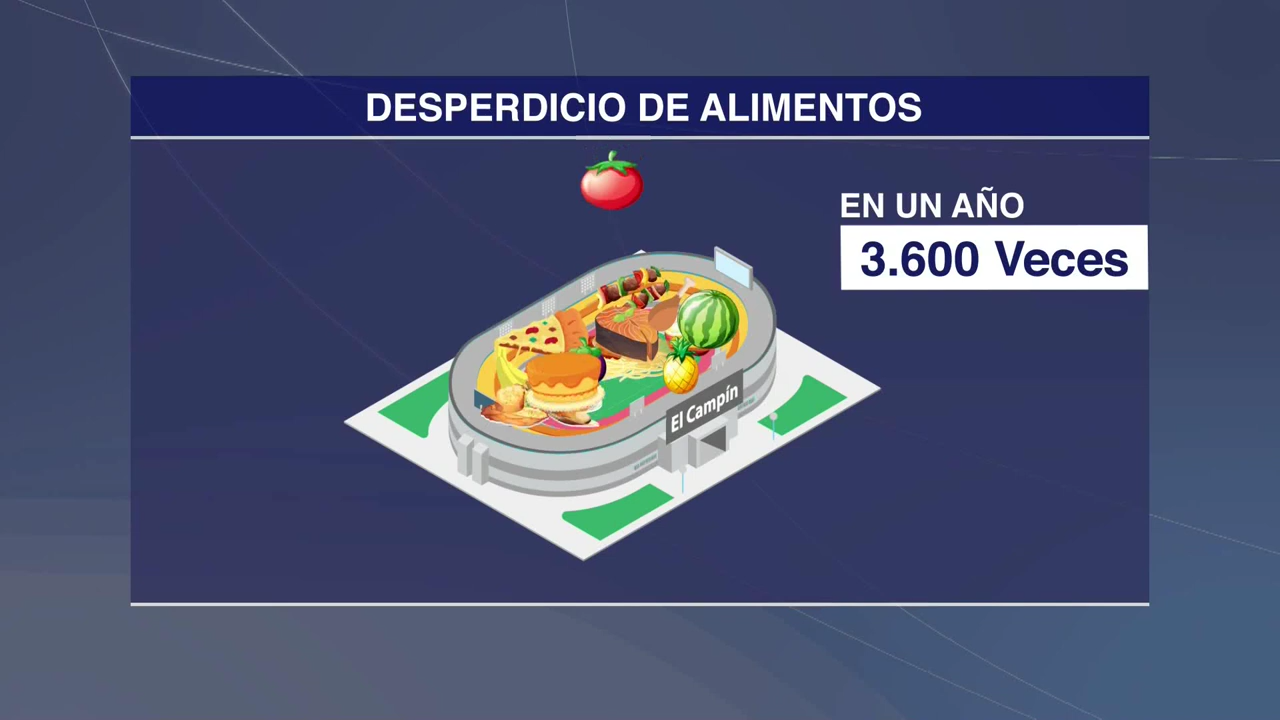 DESPERDICIO DE ALIMENTOS
EN UN AÑO
3.600 Veces
El Campín